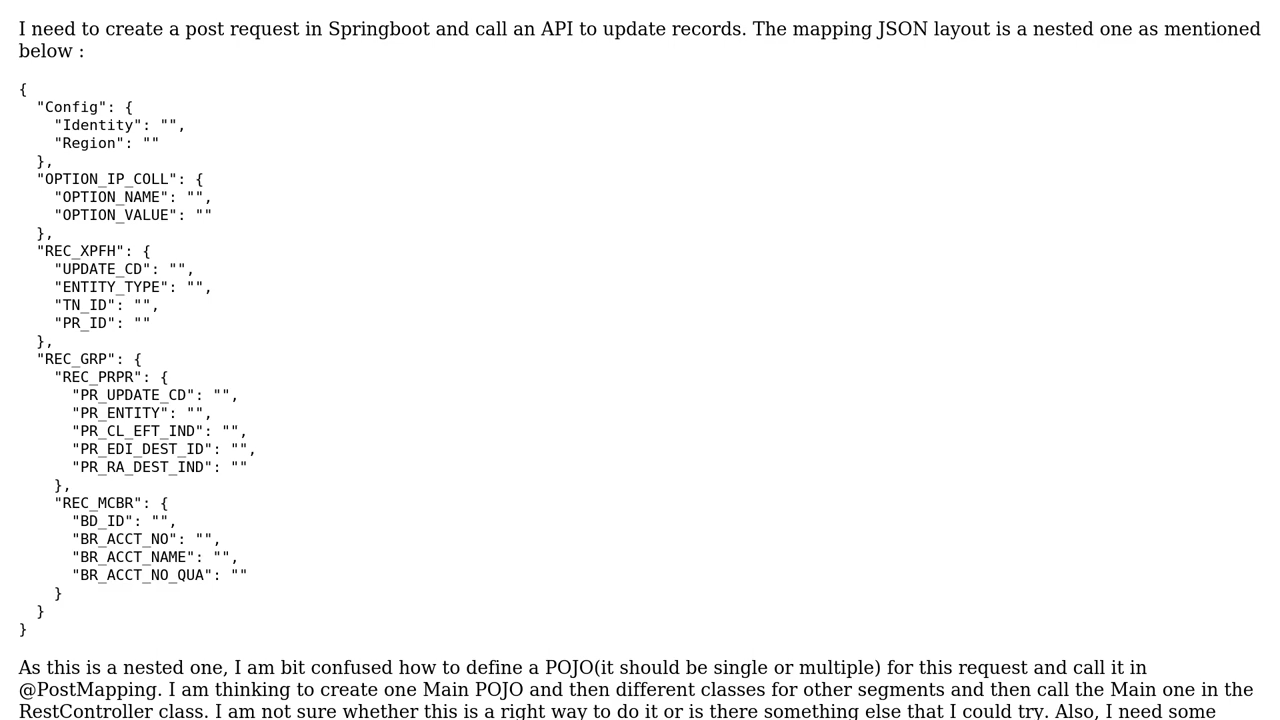 I need to create a post request in Springboot and call an API to update records. The mapping JSON layout is a nested one as mentioned
below :
{
  "Config": {
    "Identity": "",
    "Region": ""
  },
  "OPTION_IP_COLL": {
    "OPTION_NAME": "",
    "OPTION_VALUE": ""
  },
  "REC_XPFH": {
    "UPDATE_CD": "",
    "ENTITY_TYPE": "",
    "TN_ID": "",
    "PR_ID": ""
  },
  "REC_GRP": {
    "REC_PRPR": {
      "PR_UPDATE_CD": "",
      "PR_ENTITY": "",
      "PR_CL_EFT_IND": "",
      "PR_EDI_DEST_ID": "",
      "PR_RA_DEST_IND": ""
    },
    "REC_MCBR": {
      "BD_ID": "",
      "BR_ACCT_NO": "",
      "BR_ACCT_NAME": "",
      "BR_ACCT_NO_QUA": ""
    }
  }
}
As this is a nested one, I am bit confused how to define a POJO(it should be single or multiple) for this request and call it in
@PostMapping. I am thinking to create one Main POJO and then different classes for other segments and then call the Main one in the
RestController class. I am not sure whether this is a right way to do it or is there something else that I could try. Also, I need some